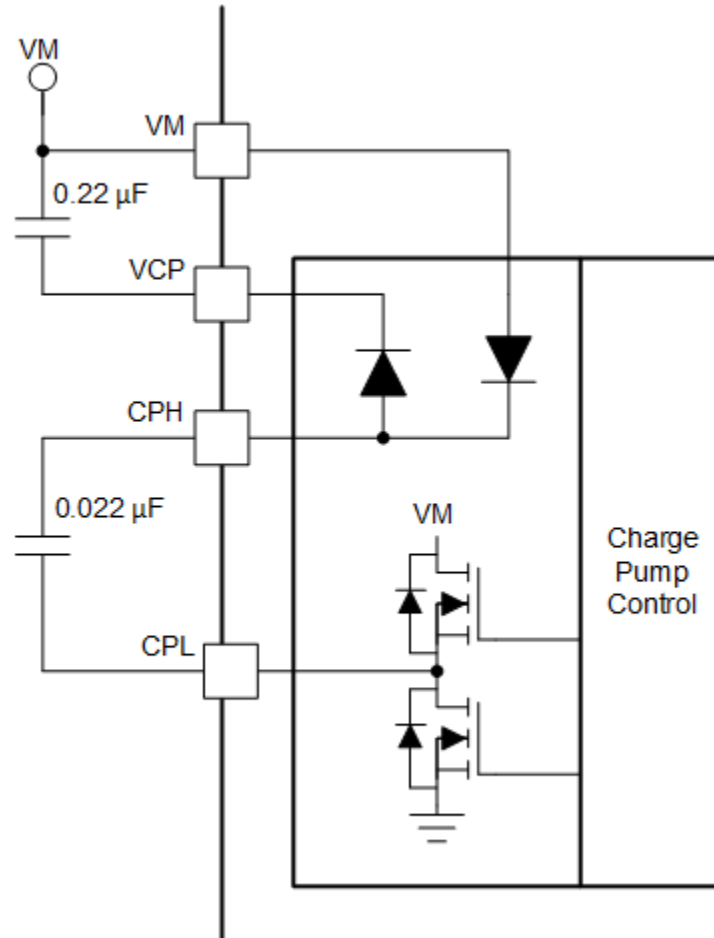 VM
VM
0.22 µF
VCP
CPH
0.022 µF
VM
Charge
Pump
Control
CPL